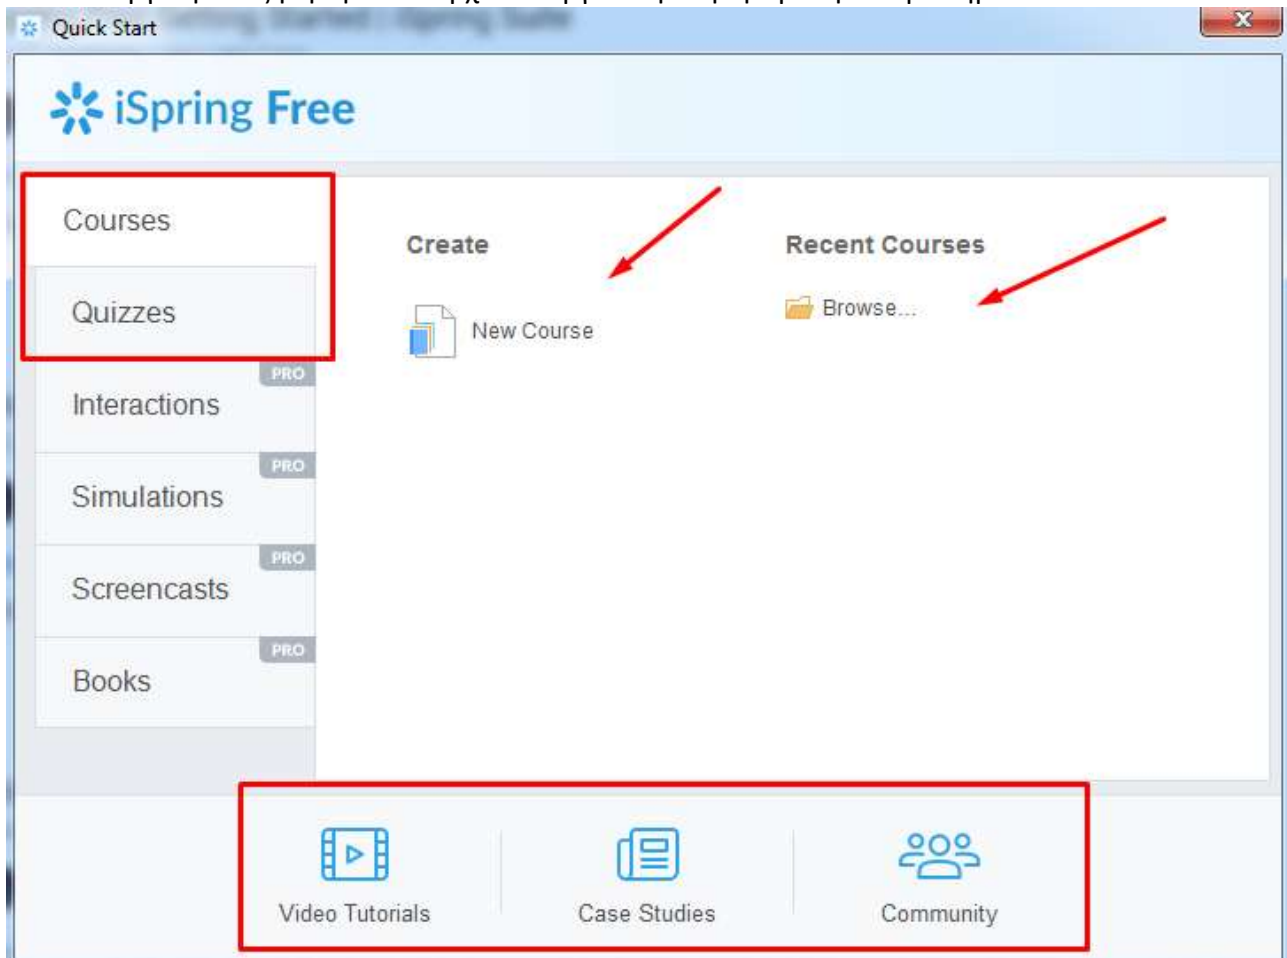 Quick Start
iSpring Free
Courses
Quizzes
PRO
Interactions
PRO
Simulations
PRO
Screencasts
PRO
Books
Create
New Course
Recent Courses
Browse...
Video Tutorials
Case Studies
Community